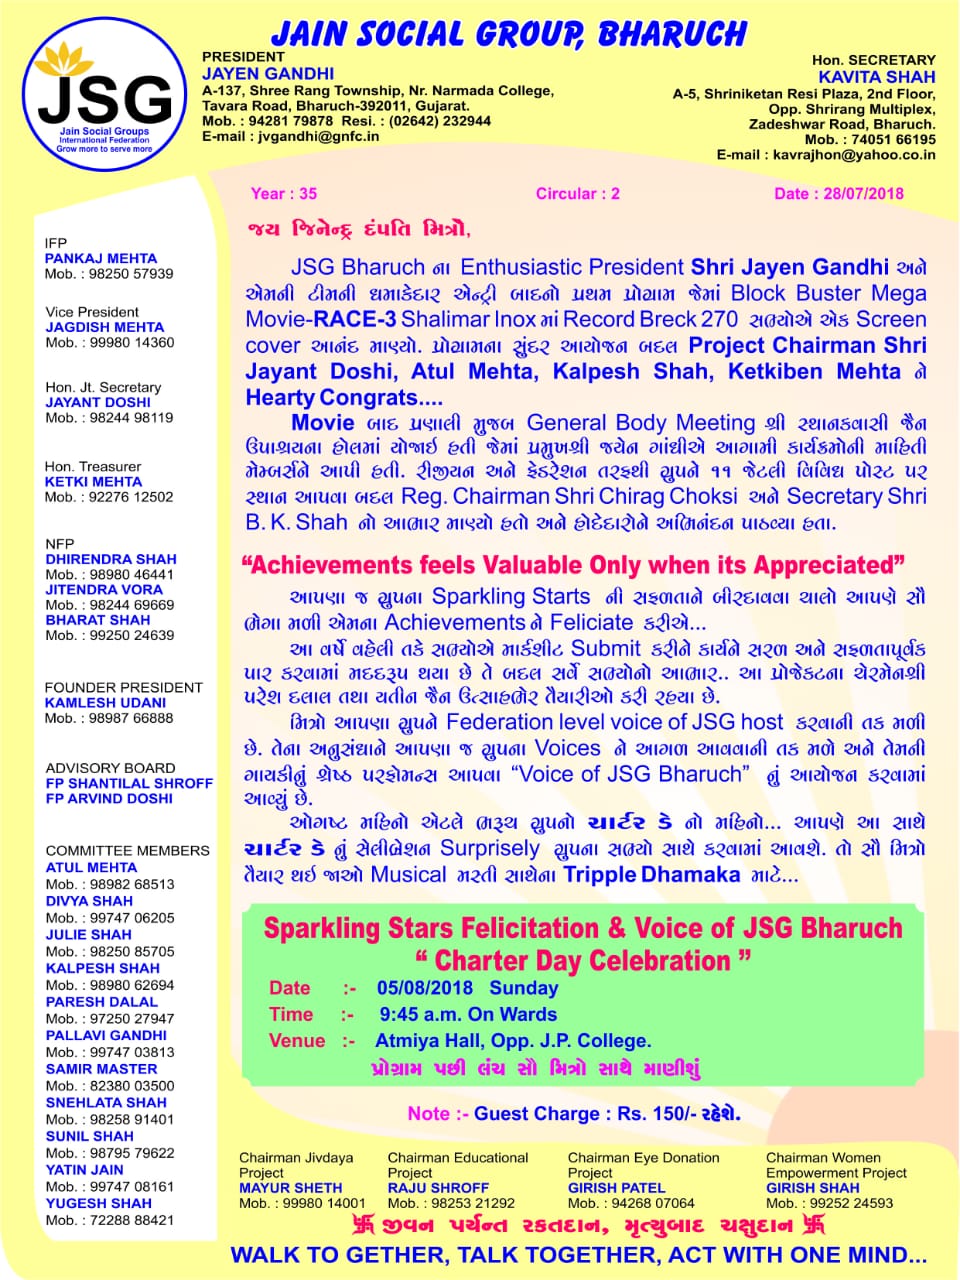 JAIN SOCIAL GROUP, BHARUCH
JSG
Jain Social Groups
International Federation
Grow more to serve more
PRESIDENT
JAYEN GANDHI
A-137, Shree Rang Township, Nr. Narmada College,
Tavara Road, Bharuch-392011, Gujarat.
Mob. : 94281 79878 Resi. : (02642) 232944
E-mail : jvgandhi@gnfc.in
Hon. SECRETARY
KAVITA SHAH
A-5, Shriniketan Resi Plaza, 2nd Floor,
Opp. Shrirang Multiplex,
Zadeshwar Road, Bharuch.
Mob. : 74051 66195
E-mail : kavrajhon@yahoo.co.in
IFP
PANKAJ MEHTA
Mob. : 98250 57939
Vice President
JAGDISH MEHTA
Mob. : 99980 14360
Hon. Jt. Secretary
JAYANT DOSHI
Mob. : 98244 98119
Hon. Treasurer
KETKI MEHTA
Mob. : 92276 12502
NFP
DHIRENDRA SHAH
Mob. : 98980 46441
JITENDRA VORA
Mob. : 98244 69669
BHARAT SHAH
Mob. : 99250 24639
FOUNDER PRESIDENT
KAMLESH UDANI
Mob. : 98987 66888
ADVISORY BOARD
FP SHANTILAL SHROFF
FP ARVIND DOSHI
COMMITTEE MEMBERS
ATUL MEHTA
Mob. : 98982 68513
DIVYA SHAH
Mob. : 99747 06205
JULIE SHAH
Mob. : 98250 85705
KALPESH SHAH
Mob. : 98980 62694
PARESH DALAL
Mob. : 97250 27947
PALLAVI GANDHI
Mob. : 99747 03813
SAMIR MASTER
Mob. : 82380 03500
SNEHLATA SHAH
Mob. : 98258 91401
SUNIL SHAH
Mob. : 98795 79622
YATIN JAIN
Mob. : 99747 08161
YUGESH SHAH
Mob. : 72288 88421
Year : 35 Circular : 2 Date : 28/07/2018
જય જિનેન્દ્ર દંપતિ મિત્રૌ,
JSG Bharuch ના Enthusiastic President Shri Jayen Gandhi અને
એમની ટીમની ધમાકેદાર એન્ટ્રી બાદનો પ્રથમ પ્રોગ્રામ જેમાં Block Buster Mega
Movie-RACE-3 Shalimar Inox માં Record Breck 270 સભ્યોએ એક Screen
cover આનંદ માણ્યો. પ્રોગ્રામના સુંદર આયોજન બદલ Project Chairman Shri
Jayant Doshi, Atul Mehta, Kalpesh Shah, Ketkiben Mehta ને
Hearty Congrats....
Movie બાદ પ્રણાલી મુજબ General Body Meeting શ્રી સ્થાનકવાસી જૈન
ઉપાશ્રયના હોલમાં યોજાઇ હતી જેમાં પ્રમુખશ્રી જયેન ગાંધીએ આગામી કાર્યક્રમોની માહિતી
મેમ્બર્સને આપી હતી. રીજીયન અને ફેડરેશન તરફથી ગ્રુપને ૧૧ જેટલી વિવિધ પોસ્ટ પર
સ્થાન આપવા બદલ Reg. Chairman Shri Chirag Choksi અને Secretary Shri
B. K. Shah નો આભાર માણ્યો હતો અને હોદેદારોને અભિનંદન પાઠવ્યા હતા.
“Achievements feels Valuable Only when its Appreciated”
આપણા જ ગ્રુપના Sparkling Starts ની સફળતાને બીરદાવવા ચાલો આપણે સૌ
ભેગા મળી એમના Achievements ને Feliciate કરીએ...
આ વર્ષે વહેલી તકે સભ્યોએ માર્કશીટ Submit કરીને કાર્યને સરળ અને સફળતાપૂર્વક
પાર કરવામાં મદદરૂપ થયા છે તે બદલ સર્વે સભ્યોનો આભાર.. આ પ્રોજેકટના ચેરમેનશ્રી
પરેશ દલાલ તથા યતીન જૈન ઉત્સાહભેર તૈયારીઓ કરી રહયા છે.
મિત્રો આપણા ગ્રુપને Federation level voice of JSG host કરવાની તક મળી
છે. તેના અનુસંધાને આપણા જ ગ્રુપના Voices ને આગળ આવવાની તક મળે અને તેમની
ગાયકીનું શ્રેષ્ઠ પરફોમન્સ આપવા “Voice of JSG Bharuch” નું આયોજન કરવામાં
આવ્યું છે.
ઓગષ્ટ મહિનો એટલે ભરૂચ ગ્રુપનો ચાર્ટર ડે નો મહિનો... આપણે આ સાથે
ચાર્ટર ડે નું સેલીબ્રેશન Surprisely ગ્રુપના સભ્યો સાથે કરવામાં આવશે. તો સૌ મિત્રો
તૈયાર થઇ જાઓ Musical મસ્તી સાથેના Tripple Dhamaka માટે...
Sparkling Stars Felicitation & Voice of JSG Bharuch
“ Charter Day Celebration ”
Date :- 05/08/2018 Sunday
Time :- 9:45 a.m. On Wards
Venue :- Atmiya Hall, Opp. J.P. College.
પ્રોગ્રામ પછી લંચ સૌ મિત્રો સાથે માણીશું
Note :- Guest Charge : Rs. 150/- રહેશે.
Chairman Jivdaya
Project
MAYUR SHETH
Mob. : 99980 14001
Chairman Educational
Project
RAJU SHROFF
Mob. : 98253 21292
Chairman Eye Donation
Project
GIRISH PATEL
Mob. : 94268 07064
Chairman Women
Empowerment Project
GIRISH SHAH
Mob. : 99252 24593
卐 જીવન પર્યન્ત રકતદાન, મૃત્યુબાદ ચક્ષુદાન 卐
WALK TO GETHER, TALK TOGETHER, ACT WITH ONE MIND...